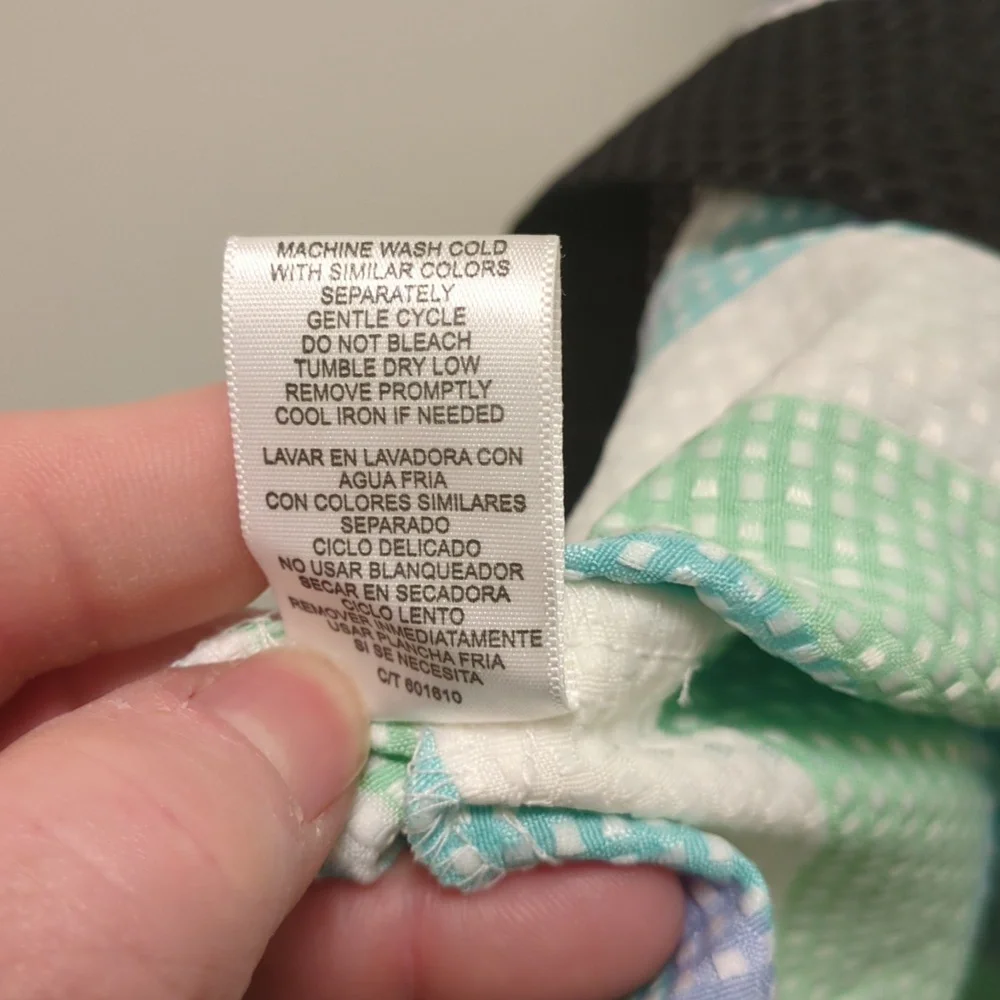 MACHINE WASH COLD
WITH SIMILAR COLORS
SEPARATELY
GENTLE CYCLE
DO NOT BLEACH
TUMBLE DRY LOW
REMOVE PROMPTLY
COOL IRON IF NEEDED
LAVAR EN LAVADORA CON
AGUA FRIA
CON COLORES SIMILARES
SEPARADO
CICLO DELICADO
NO USAR BLANQUEADOR
SECAR EN SECADORA
CICLO LENTO
REMOVER INMEDIATAMENTE
USAR PLANCHA FRIA
SI SE NECESITA
C/T 601610